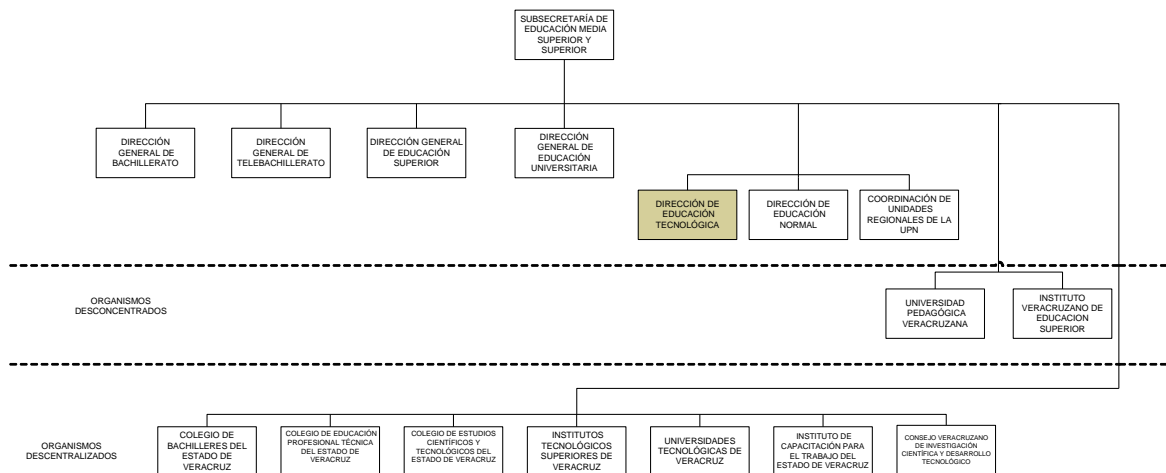 SUBSECRETARÍA DE
EDUCACIÓN MEDIA
SUPERIOR Y
SUPERIOR
DIRECCIÓN
GENERAL DE
BACHILLERATO
DIRECCIÓN
GENERAL DE
TELEBACHILLERATO
DIRECCIÓN GENERAL
DE EDUCACIÓN
SUPERIOR
DIRECCIÓN
GENERAL DE
EDUCACIÓN
UNIVERSITARIA
DIRECCIÓN DE
EDUCACIÓN
TECNOLÓGICA
DIRECCIÓN DE
EDUCACIÓN
NORMAL
COORDINACIÓN DE
UNIDADES
REGIONALES DE LA
UPN
ORGANISMOS
DESCONCENTRADOS
UNIVERSIDAD
PEDAGÓGICA
VERACRUZANA
INSTITUTO
VERACRUZANO DE
EDUCACION
SUPERIOR
ORGANISMOS
DESCENTRALIZADOS
COLEGIO DE
BACHILLERES DEL
ESTADO DE
VERACRUZ
COLEGIO DE EDUCACIÓN
PROFESIONAL TÉCNICA
DEL ESTADO DE
VERACRUZ
COLEGIO DE ESTUDIOS
CIENTÍFICOS Y
TECNOLÓGICOS DEL
ESTADO DE VERACRUZ
INSTITUTOS
TECNOLÓGICOS
SUPERIORES DE
VERACRUZ
UNIVERSIDADES
TECNOLÓGICAS DE
VERACRUZ
INSTITUTO DE
CAPACITACIÓN PARA
EL TRABAJO DEL
ESTADO DE VERACRUZ
CONSEJO VERACRUZANO
DE INVESTIGACIÓN
CIENTÍFICA Y DESARROLLO
TECNOLÓGICO